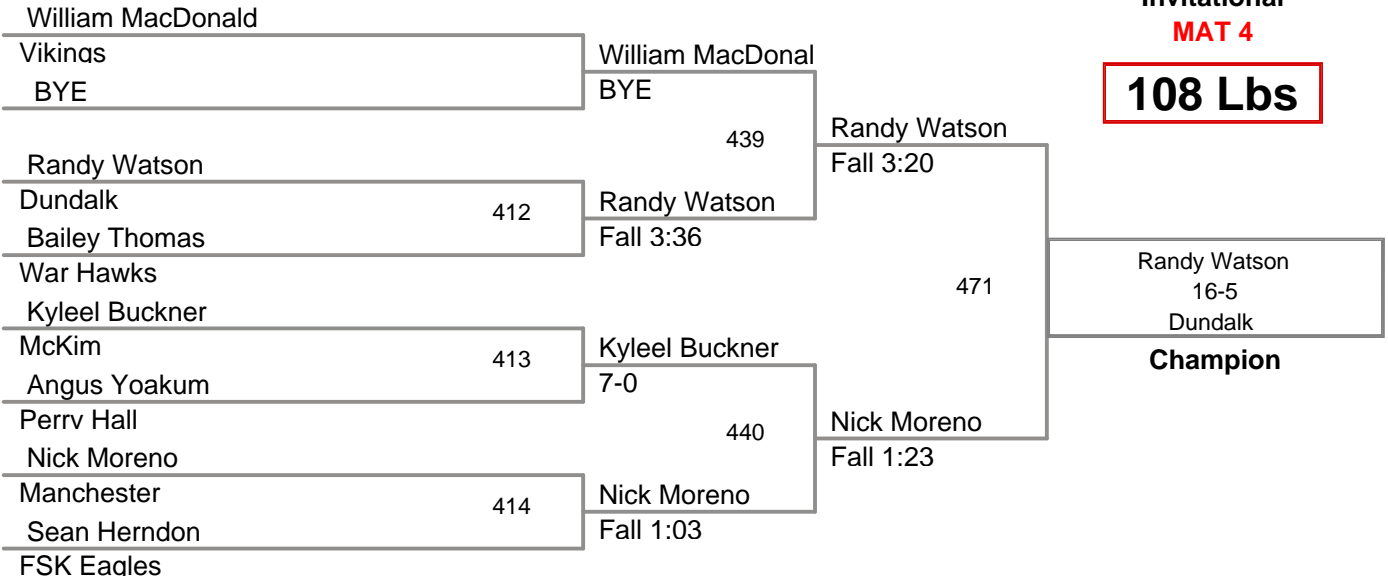 William MacDonald
Vikings
BYE
Randy Watson
Dundalk
Bailey Thomas
War Hawks
Kyleel Buckner
McKim
Angus Yoakum
Perry Hall
Nick Moreno
Manchester
Sean Herndon
FSK Eagles
412
413
414
William MacDonal
BYE
Randy Watson
Fall 3:36
Kyleel Buckner
7-0
Nick Moreno
Fall 1:03
439
440
Randy Watson
Fall 3:20
Nick Moreno
Fall 1:23
471
Invitational
MAT 4
108 Lbs
Randy Watson
16-5
Dundalk
Champion